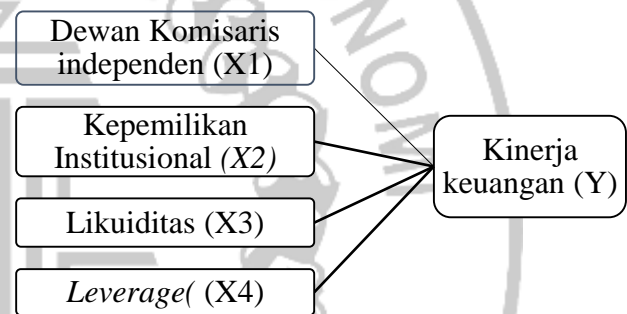 Dewan Komisaris
independen (X1)
Kepemilikan
Institusional (X2)
Likuiditas (X3)
Leverage( (X4)
Kinerja
keuangan (Y)